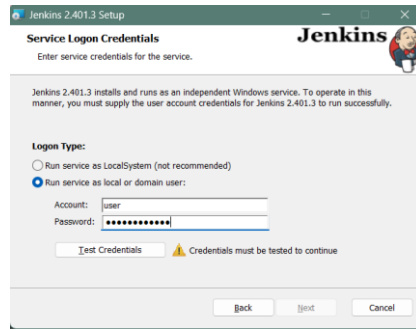 Jenkins 2.401.3 Setup
Service Logon Credentials
Enter service credentials for the service.
Jenkins
Jenkins 2.401.3 installs and runs as an independent Windows service. To operate in this
manner, you must supply the user account credentials for Jenkins 2.401.3 to run successfully.
Logon Type:
Run service as LocalSystem (not recommended)
Run service as local or domain user:
Account: user
Password: ●●●●●●●●●●●●
Test Credentials Credentials must be tested to continue
Back Next Cancel